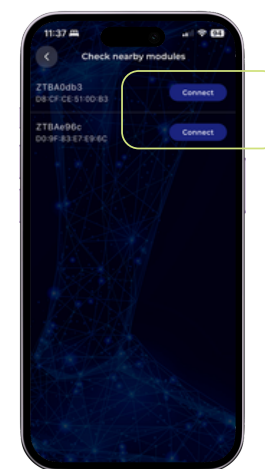 11:37
Check nearby modules
ZTBA0db3
D8:CF:CE:51:0D:B3
Connect
ZTBAe96c
D0:9F:83:E7:E9:6C
Connect